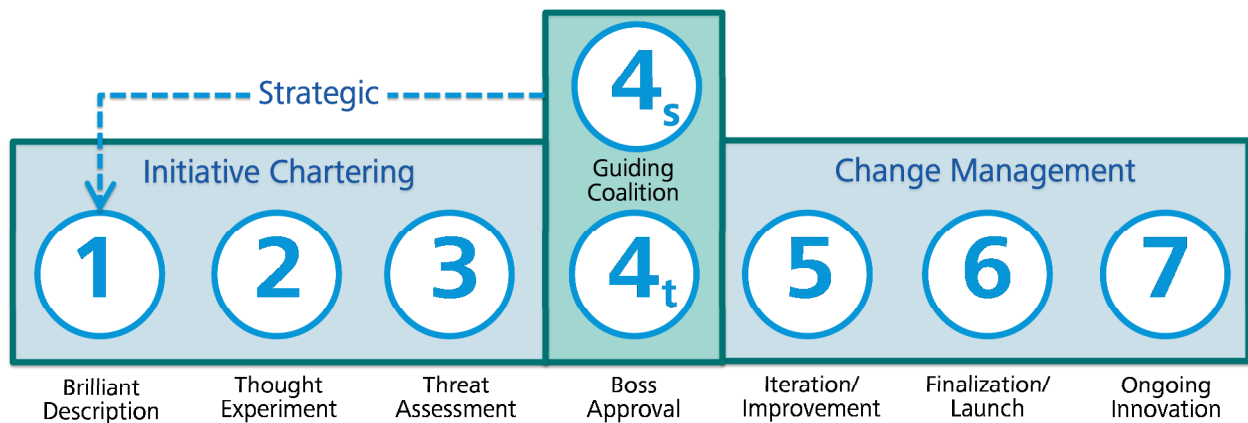 Strategic
4s
Guiding
Coalition
Initiative Chartering
Change Management
1
2
3
4t
5
6
7
Brilliant
Description
Thought
Experiment
Threat
Assessment
Boss
Approval
Iteration/
Improvement
Finalization/
Launch
Ongoing
Innovation